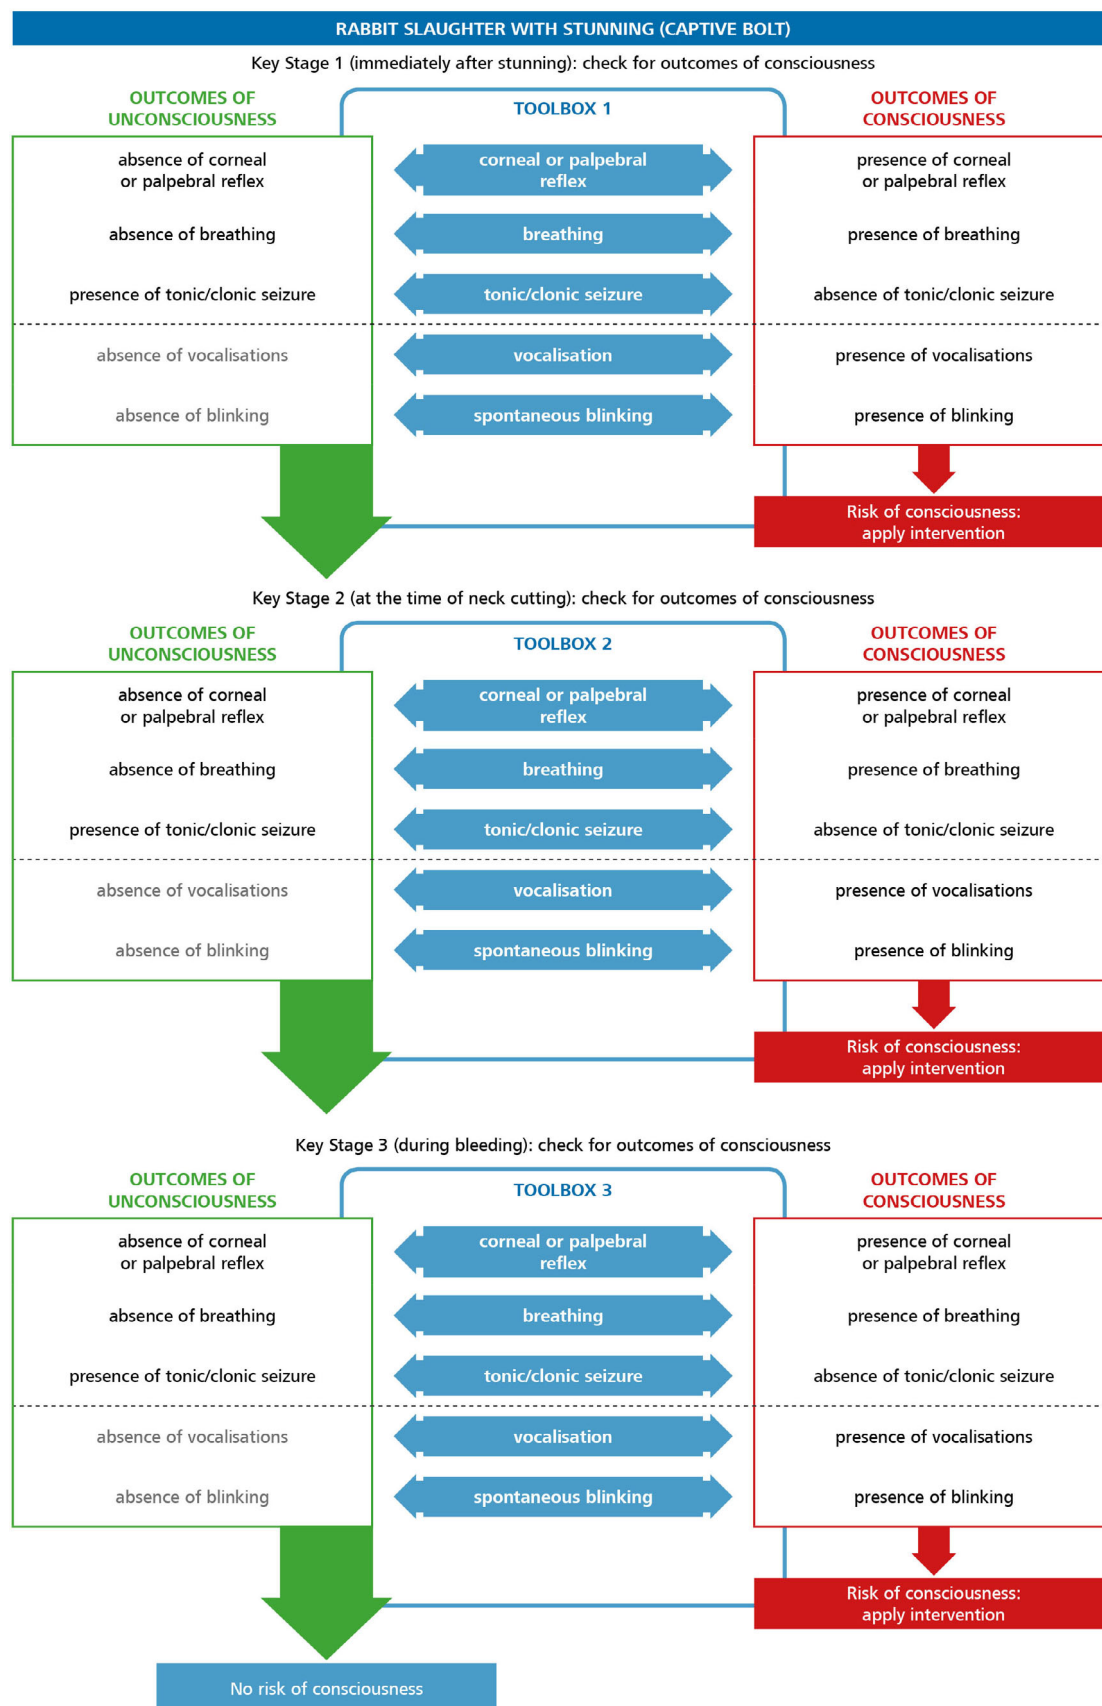 RABBIT SLAUGHTER WITH STUNNING (CAPTIVE BOLT)
Key Stage 1 (immediately after stunning): check for outcomes of consciousness
OUTCOMES OF
UNCONSCIOUSNESS
TOOLBOX 1
OUTCOMES OF
CONSCIOUSNESS
absence of corneal
or palpebral reflex
corneal or palpebral
reflex
presence of corneal
or palpebral reflex
absence of breathing
breathing
presence of breathing
presence of tonic/clonic seizure
tonic/clonic seizure
absence of tonic/clonic seizure
absence of vocalisations
vocalisation
presence of vocalisations
absence of blinking
spontaneous blinking
presence of blinking
Risk of consciousness:
apply intervention
Key Stage 2 (at the time of neck cutting): check for outcomes of consciousness
OUTCOMES OF
UNCONSCIOUSNESS
TOOLBOX 2
OUTCOMES OF
CONSCIOUSNESS
absence of corneal
or palpebral reflex
corneal or palpebral
reflex
presence of corneal
or palpebral reflex
absence of breathing
breathing
presence of breathing
presence of tonic/clonic seizure
tonic/clonic seizure
absence of tonic/clonic seizure
absence of vocalisations
vocalisation
presence of vocalisations
absence of blinking
spontaneous blinking
presence of blinking
Risk of consciousness:
apply intervention
Key Stage 3 (during bleeding): check for outcomes of consciousness
OUTCOMES OF
UNCONSCIOUSNESS
TOOLBOX 3
OUTCOMES OF
CONSCIOUSNESS
absence of corneal
or palpebral reflex
corneal or palpebral
reflex
presence of corneal
or palpebral reflex
absence of breathing
breathing
presence of breathing
presence of tonic/clonic seizure
tonic/clonic seizure
absence of tonic/clonic seizure
absence of vocalisations
vocalisation
presence of vocalisations
absence of blinking
spontaneous blinking
presence of blinking
Risk of consciousness:
apply intervention
No risk of consciousness